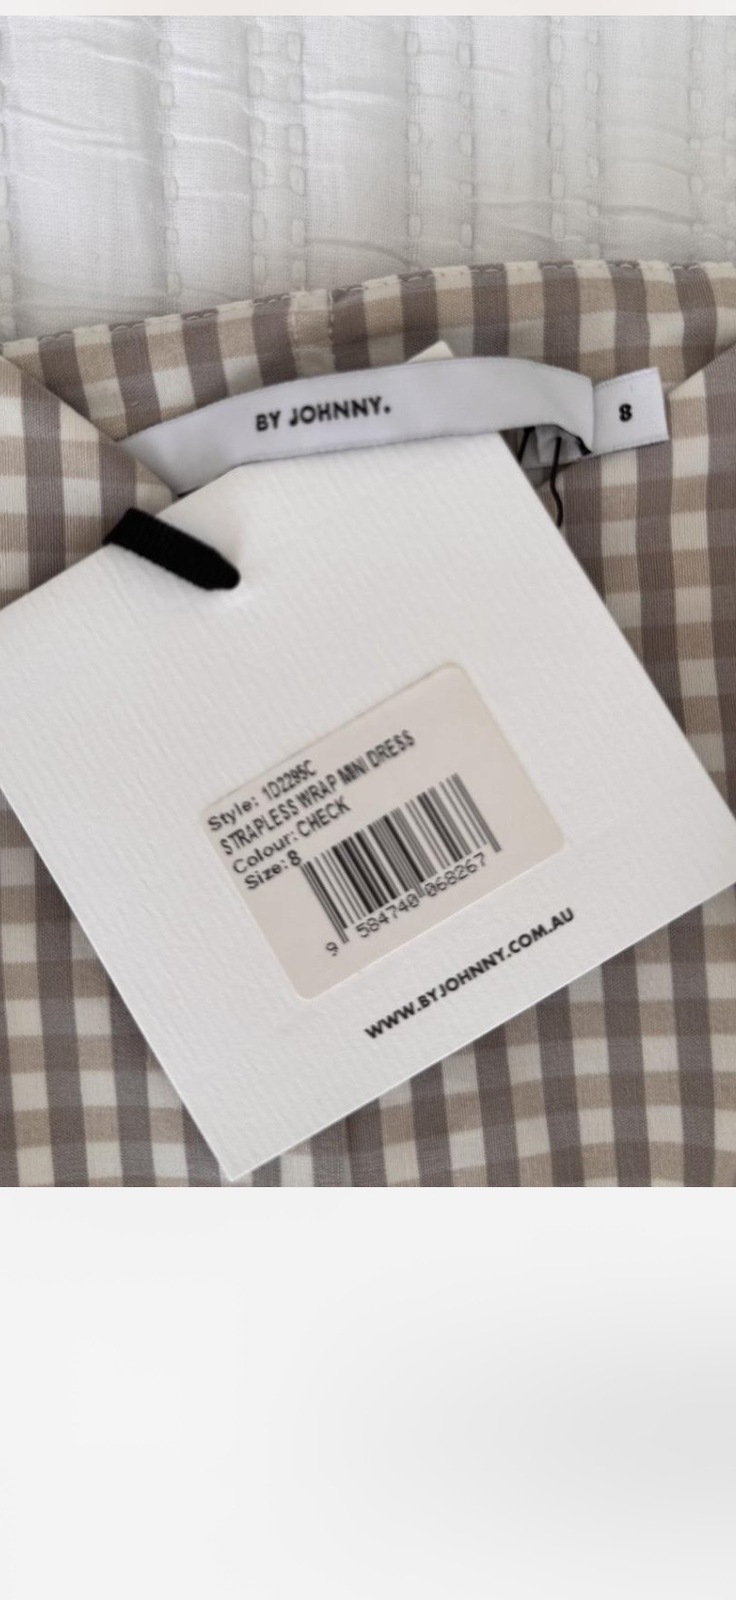 BY JOHNNY.
8
Style: 1D2295C
STRAPLESS WRAP MINI DRESS
Colour: CHECK
Size: 8
9 584740 068267
WWW.BYJOHNNY.COM.AU